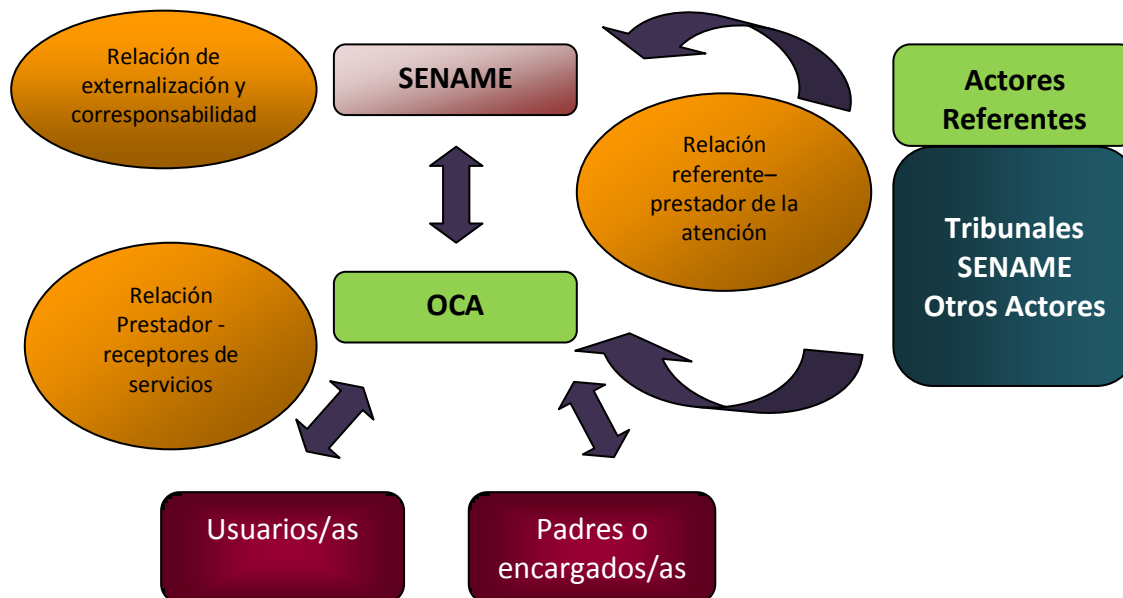 Relación de
externalización y
corresponsabilidad
SENAME
Actores
Referentes
Relación
referente–
prestador de la
atención
Tribunales
SENAME
Otros Actores
Relación
Prestador -
receptores de
servicios
OCA
Usuarios/as
Padres o
encargados/as